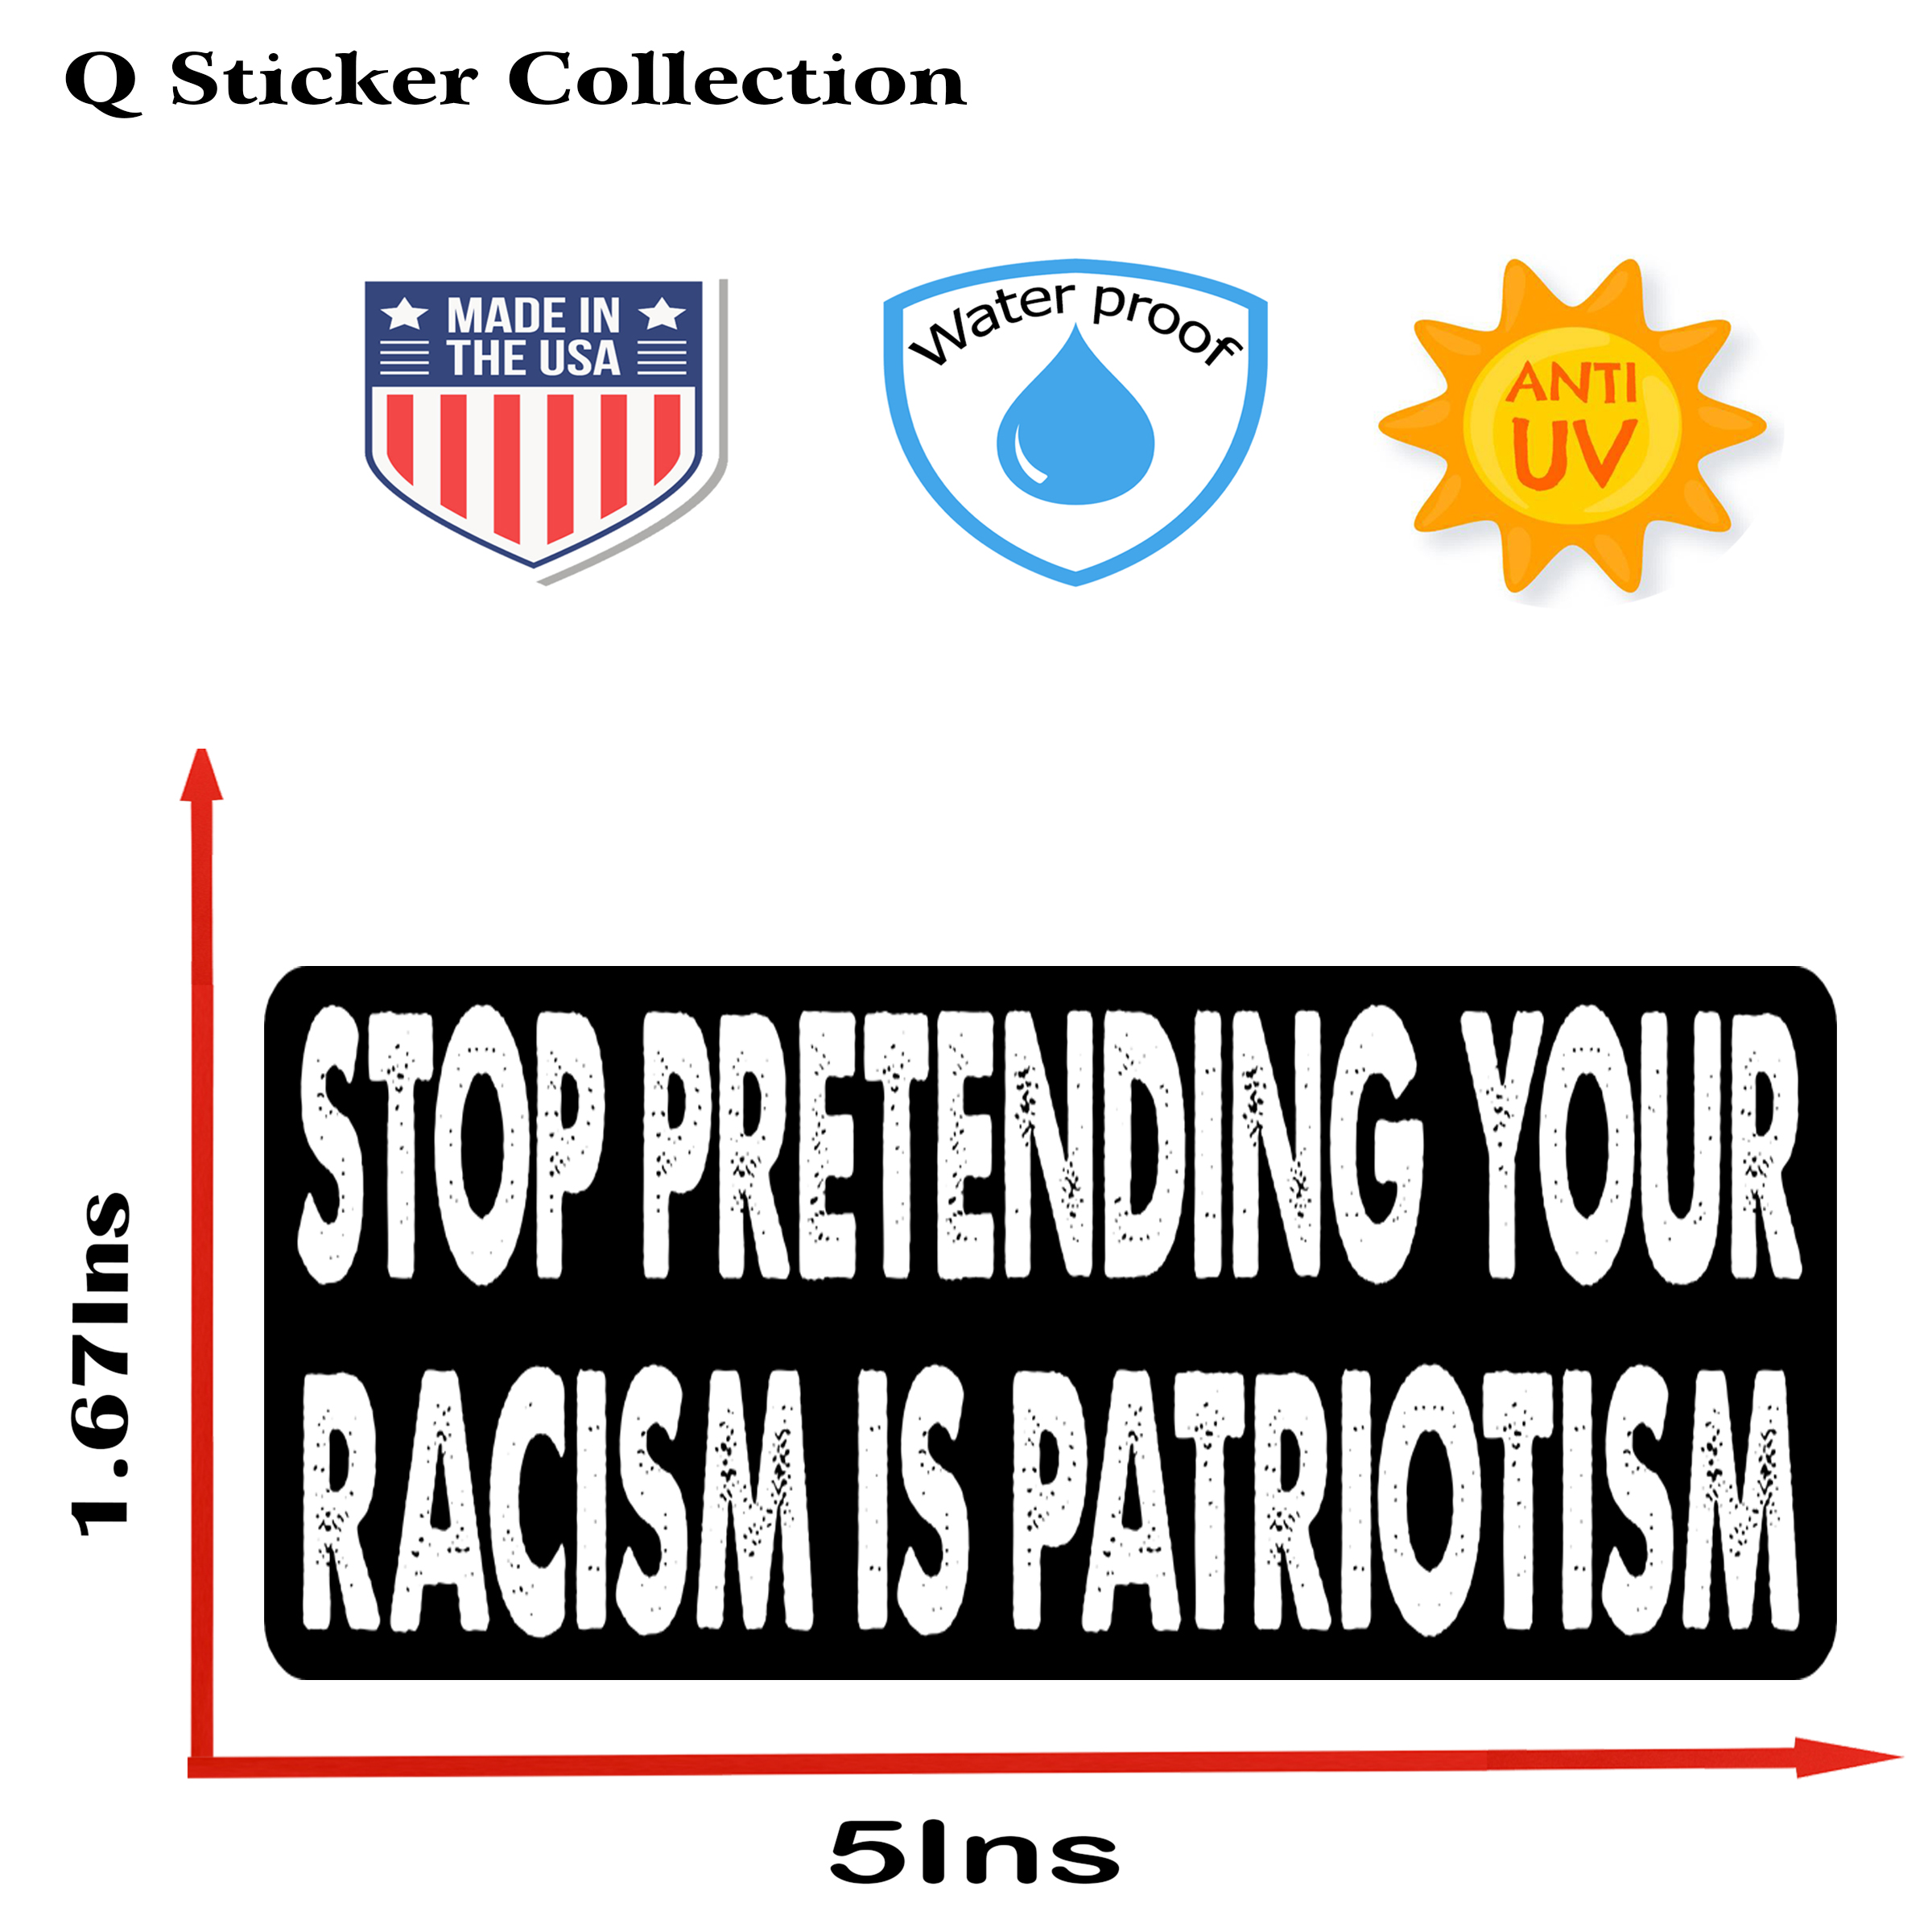 Q Sticker Collection
MADE IN
THE USA
Water proof
ANTI
UV
STOP PRETENDING YOUR
RACISM IS PATRIOTISM
1.67Ins
5Ins